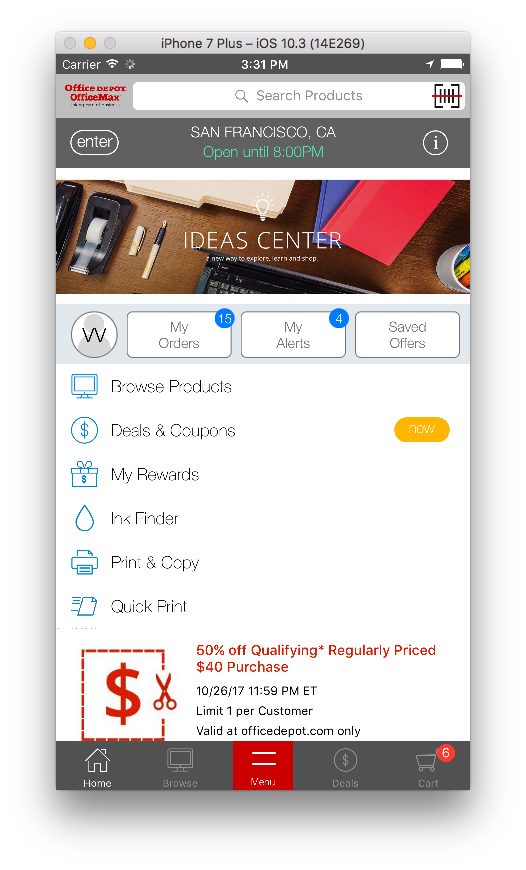 iPhone 7 Plus – iOS 10.3 (14E269)
Carrier 3:31 PM
Office DEPOT
OfficeMax
Search Products
enter
SAN FRANCISCO, CA
Open until 8:00PM
i
IDEAS CENTER
a new way to explore, learn and shop.
VV
My
Orders
15
My
Alerts
4
Saved
Offers
Browse Products
$
Deals & Coupons
new
$
My Rewards
Ink Finder
Print & Copy
Quick Print
$
50% off Qualifying* Regularly Priced
$40 Purchase
10/26/17 11:59 PM ET
Limit 1 per Customer
Valid at officedepot.com only
Home
Browse
Menu
$
Deals
6
Cart